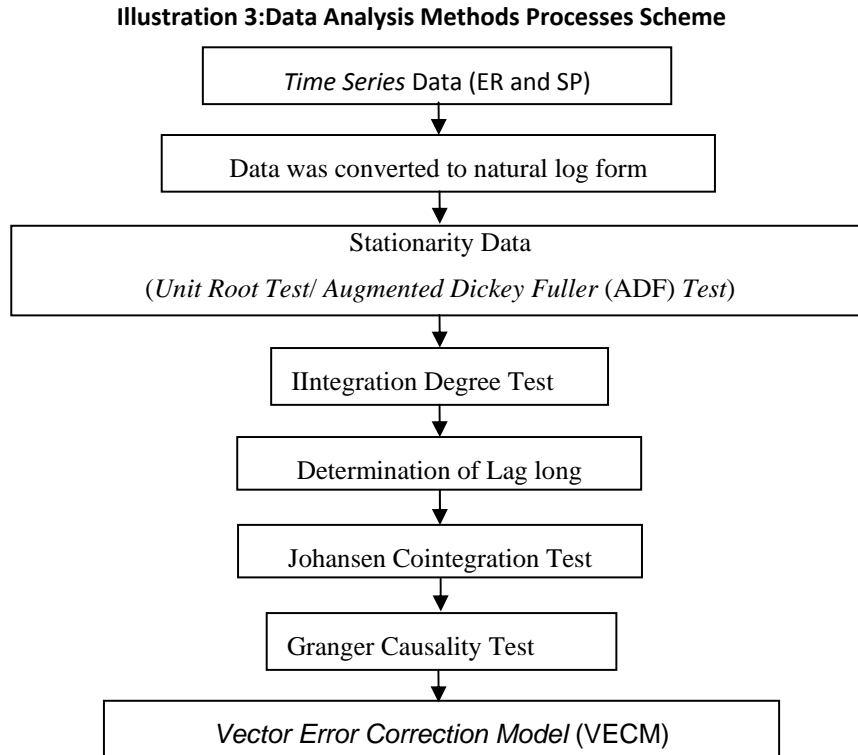 Illustration 3:Data Analysis Methods Processes Scheme
Time Series Data (ER and SP)
Data was converted to natural log form
Stationarity Data
(Unit Root Test/ Augmented Dickey Fuller (ADF) Test)
IIntegration Degree Test
Determination of Lag long
Johansen Cointegration Test
Granger Causality Test
Vector Error Correction Model (VECM)